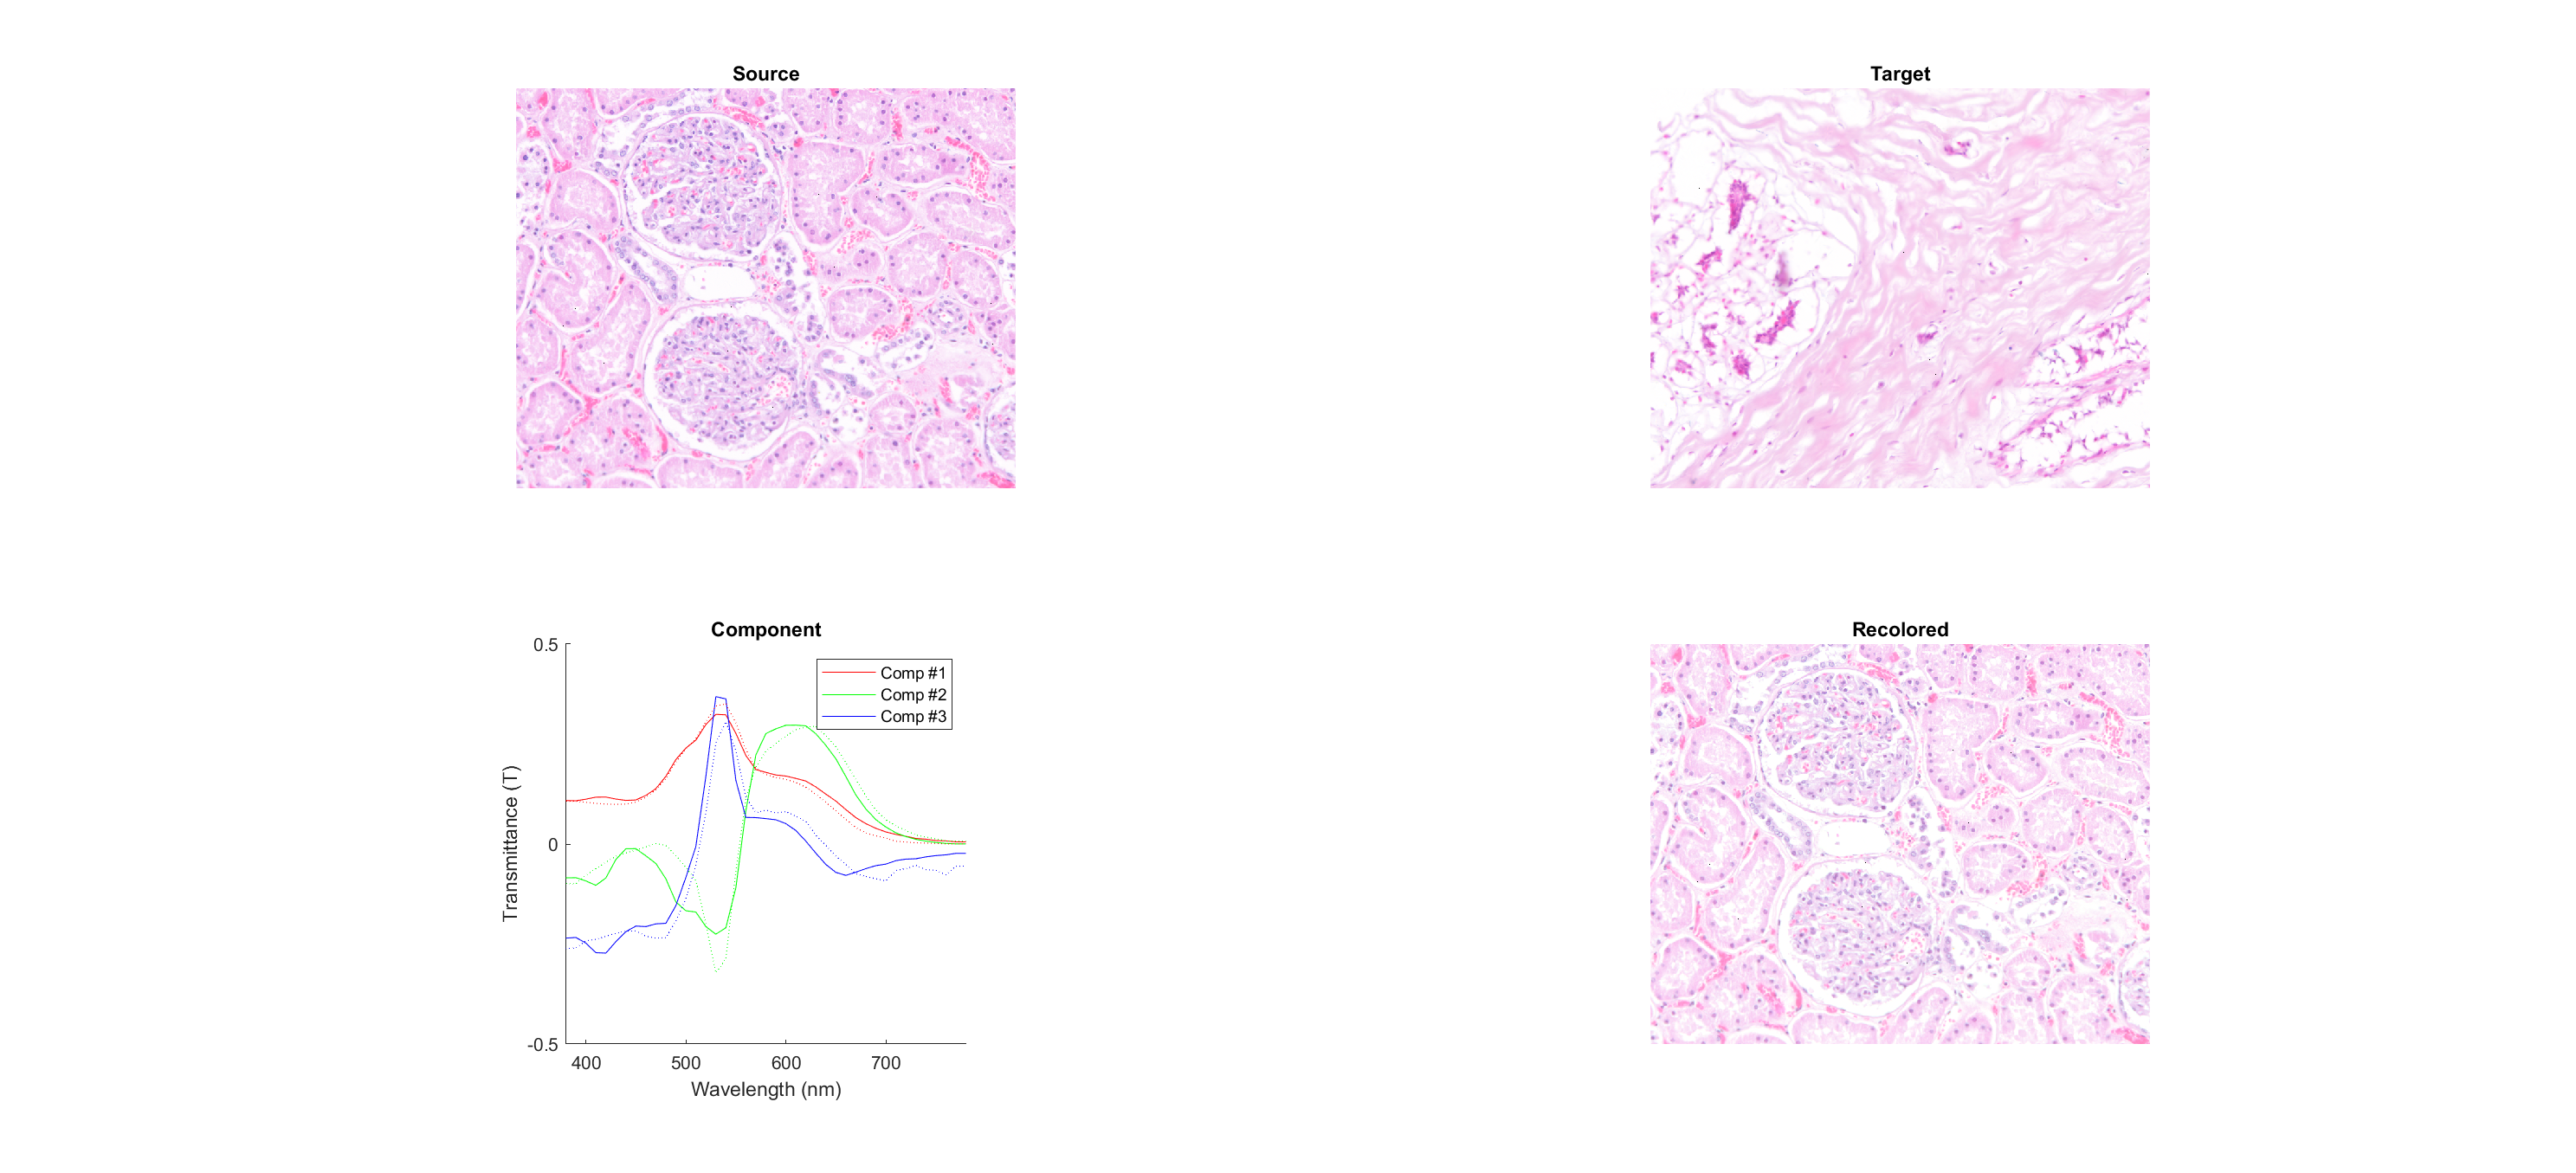 Source
Target
Component
0.5
0
-0.5
Transmittance (T)
Comp #1
Comp #2
Comp #3
400 500 600 700
Wavelength (nm)
Recolored